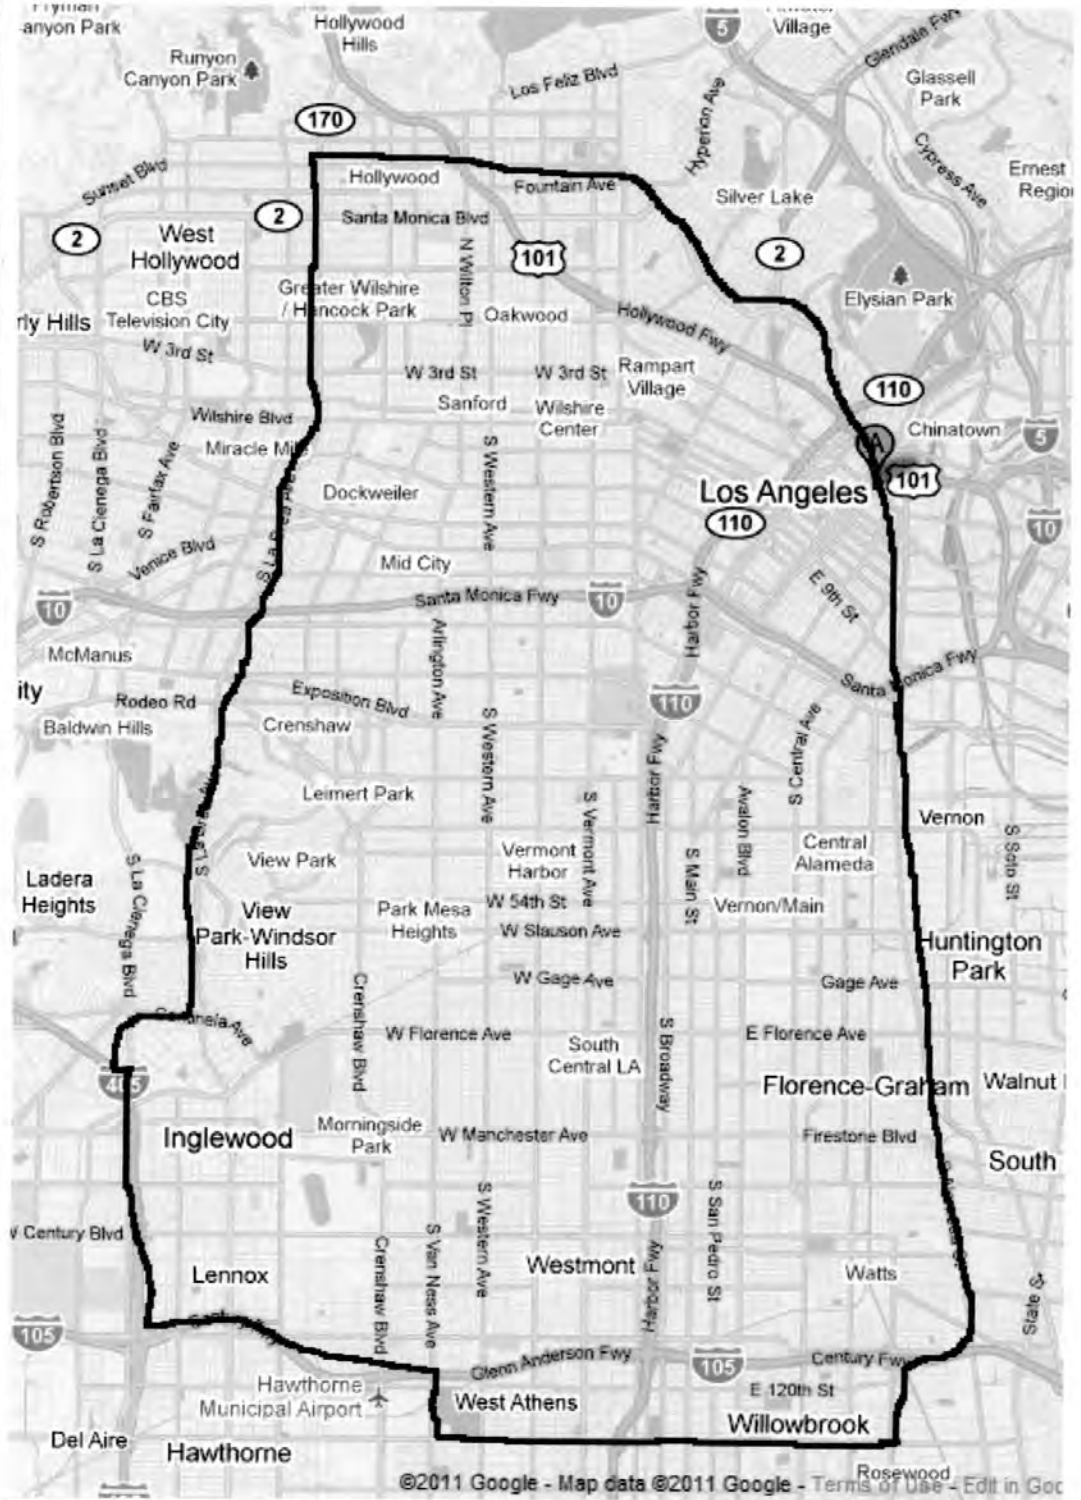 anyon Park
Hollywood
Hills
5
Village
Glendale Fwy
Runyon
Canyon Park
Los Feliz Blvd
Hyperion Ave
Glassell
Park
170
Cypress Ave
Ernest
Regio
Sunset Blvd
Hollywood
Fountain Ave
Silver Lake
2
2
Santa Monica Blvd
West
Hollywood
N Wilton Pl
101
2
Elysian Park
CBS
Television City
Greater Wilshire
/ Hancock Park
Oakwood
Hollywood Fwy
rly Hills
W 3rd St
W 3rd St
W 3rd St
Rampart
Village
110
Wilshire Blvd
Sanford
Wilshire
Center
A
Chinatown
5
S Robertson Blvd
S La Cienega Blvd
S Fairfax Ave
Miracle Mile
S Western Ave
101
Dockweiler
Los Angeles
110
10
Venice Blvd
Mid City
E 9th St
10
Santa Monica Fwy
10
Harbor Fwy
McManus
Arlington Ave
Santa Monica Fwy
ity
Rodeo Rd
Exposition Blvd
110
Baldwin Hills
Crenshaw
S Western Ave
Harbor Fwy
S Central Ave
Leimert Park
S Vermont Ave
Avalon Blvd
Vernon
S Soto St
View Park
Vermont
Harbor
S Main St
Central
Alameda
Ladera
Heights
S La Cienega Blvd
View
Park-Windsor
Hills
Park Mesa
Heights
W 54th St
W Slauson Ave
Vernon/Main
Huntington
Park
Crenshaw Blvd
W Gage Ave
Gage Ave
W Florence Ave
South
Central LA
S Broadway
E Florence Ave
405
Florence-Graham
Walnut
Inglewood
Morningside
Park
W Manchester Ave
Firestone Blvd
South
110
W Century Blvd
S Western Ave
S San Pedro St
Crenshaw Blvd
S Van Ness Ave
Lennox
Westmont
Harbor Fwy
Watts
State St
105
Glenn Anderson Fwy
105
Century Fwy
Hawthorne
Municipal Airport
West Athens
E 120th St
Willowbrook
Del Aire
Hawthorne
Rosewood
©2011 Google - Map data ©2011 Google - Terms of Use - Edit in Goo